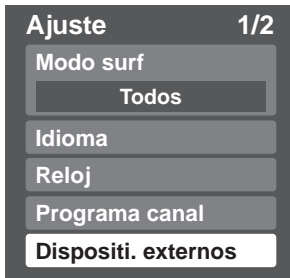 Ajuste 1/2
Modo surf
Todos
Idioma
Reloj
Programa canal
Dispositi. externos